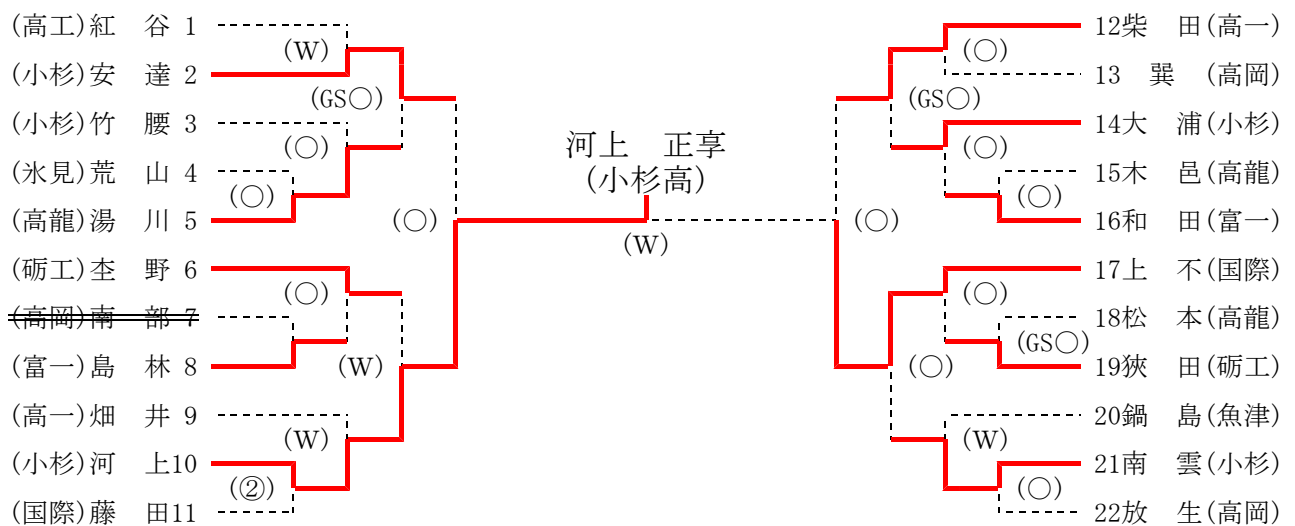 (高工)紅　谷 1
(W)
(小杉)安　達 2
(GS○)
(小杉)竹　腰 3
(○)
(氷見)荒　山 4
(○)
(高龍)湯　川 5
(○)
(砺工)杢　野 6
(○)
(高岡)南　部 7
(富一)島　林 8
(W)
(高一)畑　井 9
(W)
(小杉)河　上10
(②)
(国際)藤　田11
河上　正享
(小杉高)
(W)
12柴　田(高一)
(○)
13　巽　(高岡)
(GS○)
14大　浦(小杉)
(○)
15木　邑(高龍)
(○)
16和　田(富一)
(○)
17上　不(国際)
(○)
18松　本(高龍)
(GS○)
19狹　田(砺工)
(○)
20鍋　島(魚津)
(W)
21南　雲(小杉)
(○)
22放　生(高岡)